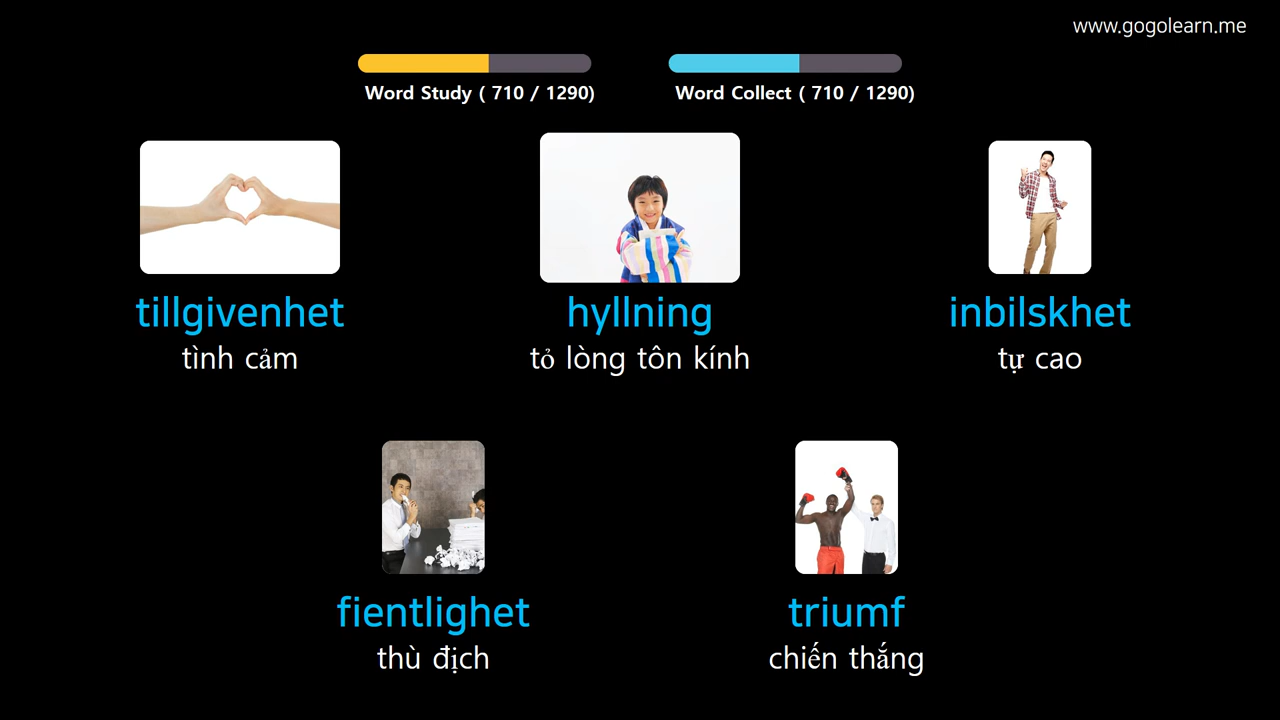 www.gogolearn.me
Word Study ( 710 / 1290)
Word Collect ( 710 / 1290)
tillgivenhet
tình cảm
hyllning
tỏ lòng tôn kính
inbilskhet
tự cao
fientlighet
thù địch
triumf
chiến thắng